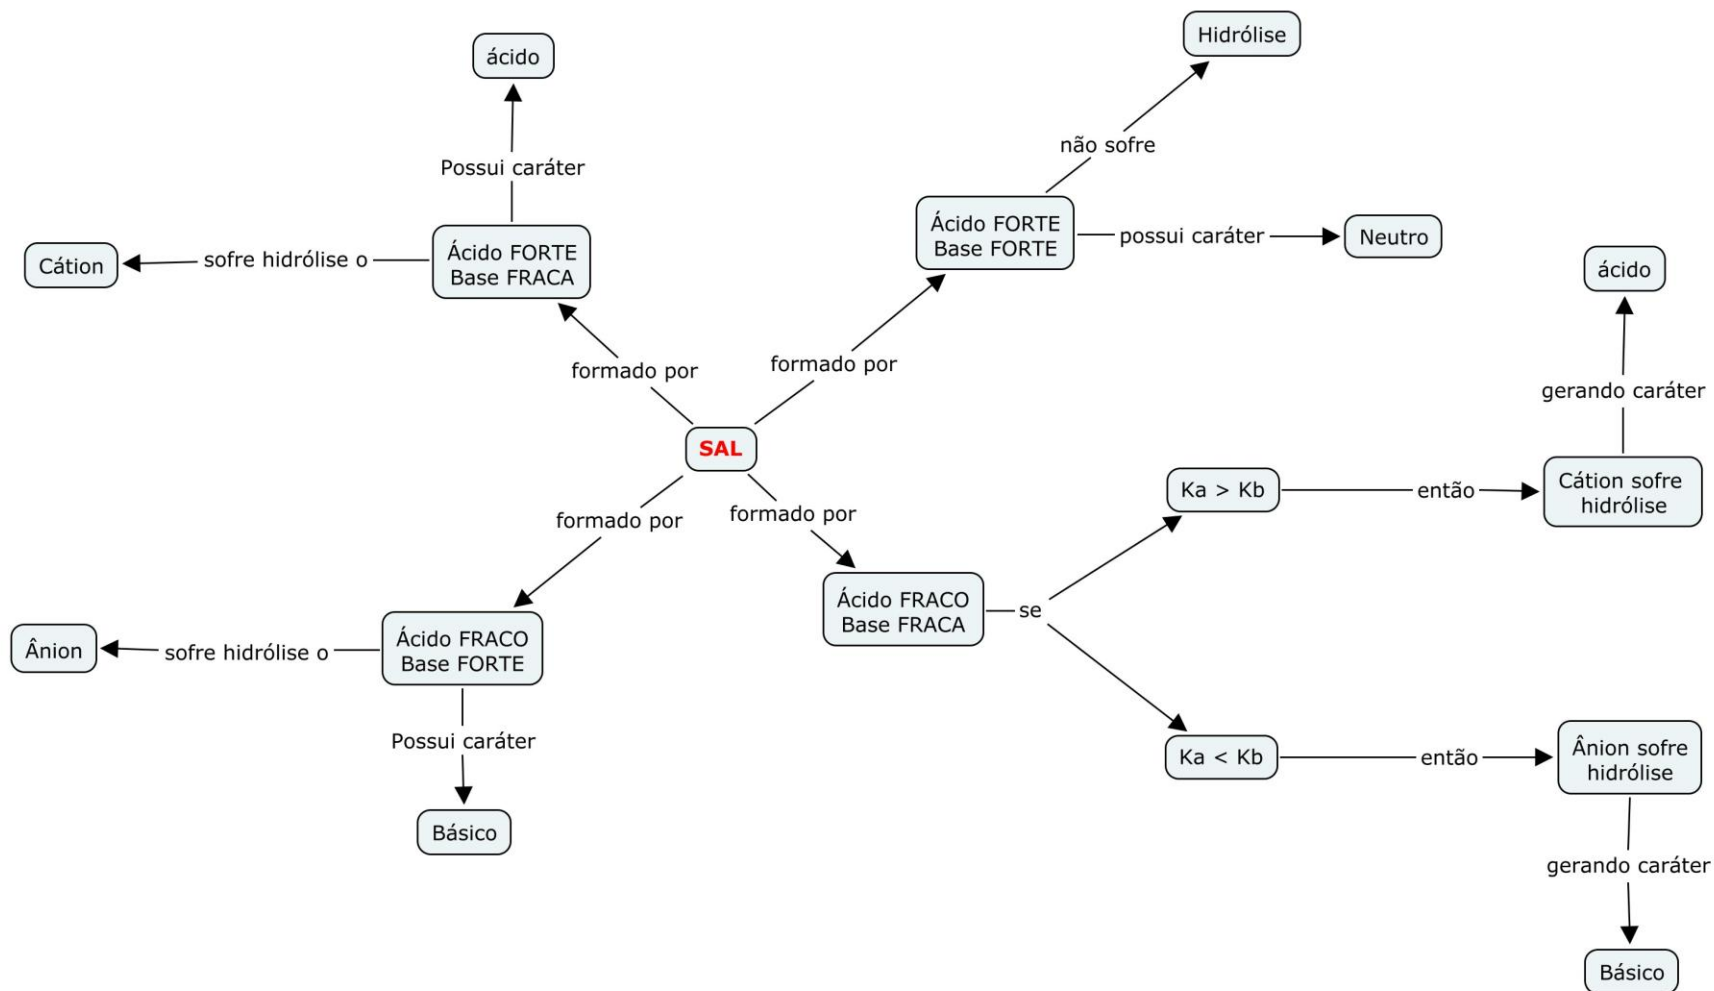 Hidrólise
ácido
não sofre
Possui caráter
Ácido FORTE
Base FORTE
possui caráter
Neutro
Ácido FORTE
Base FRACA
sofre hidrólise o
Cátion
ácido
formado por
formado por
gerando caráter
SAL
Ka > Kb
então
Cátion sofre
hidrólise
formado por
formado por
Ácido FRACO
Base FRACA
se
Ácido FRACO
Base FORTE
sofre hidrólise o
Ânion
Possui caráter
Ka < Kb
então
Ânion sofre
hidrólise
Básico
gerando caráter
Básico